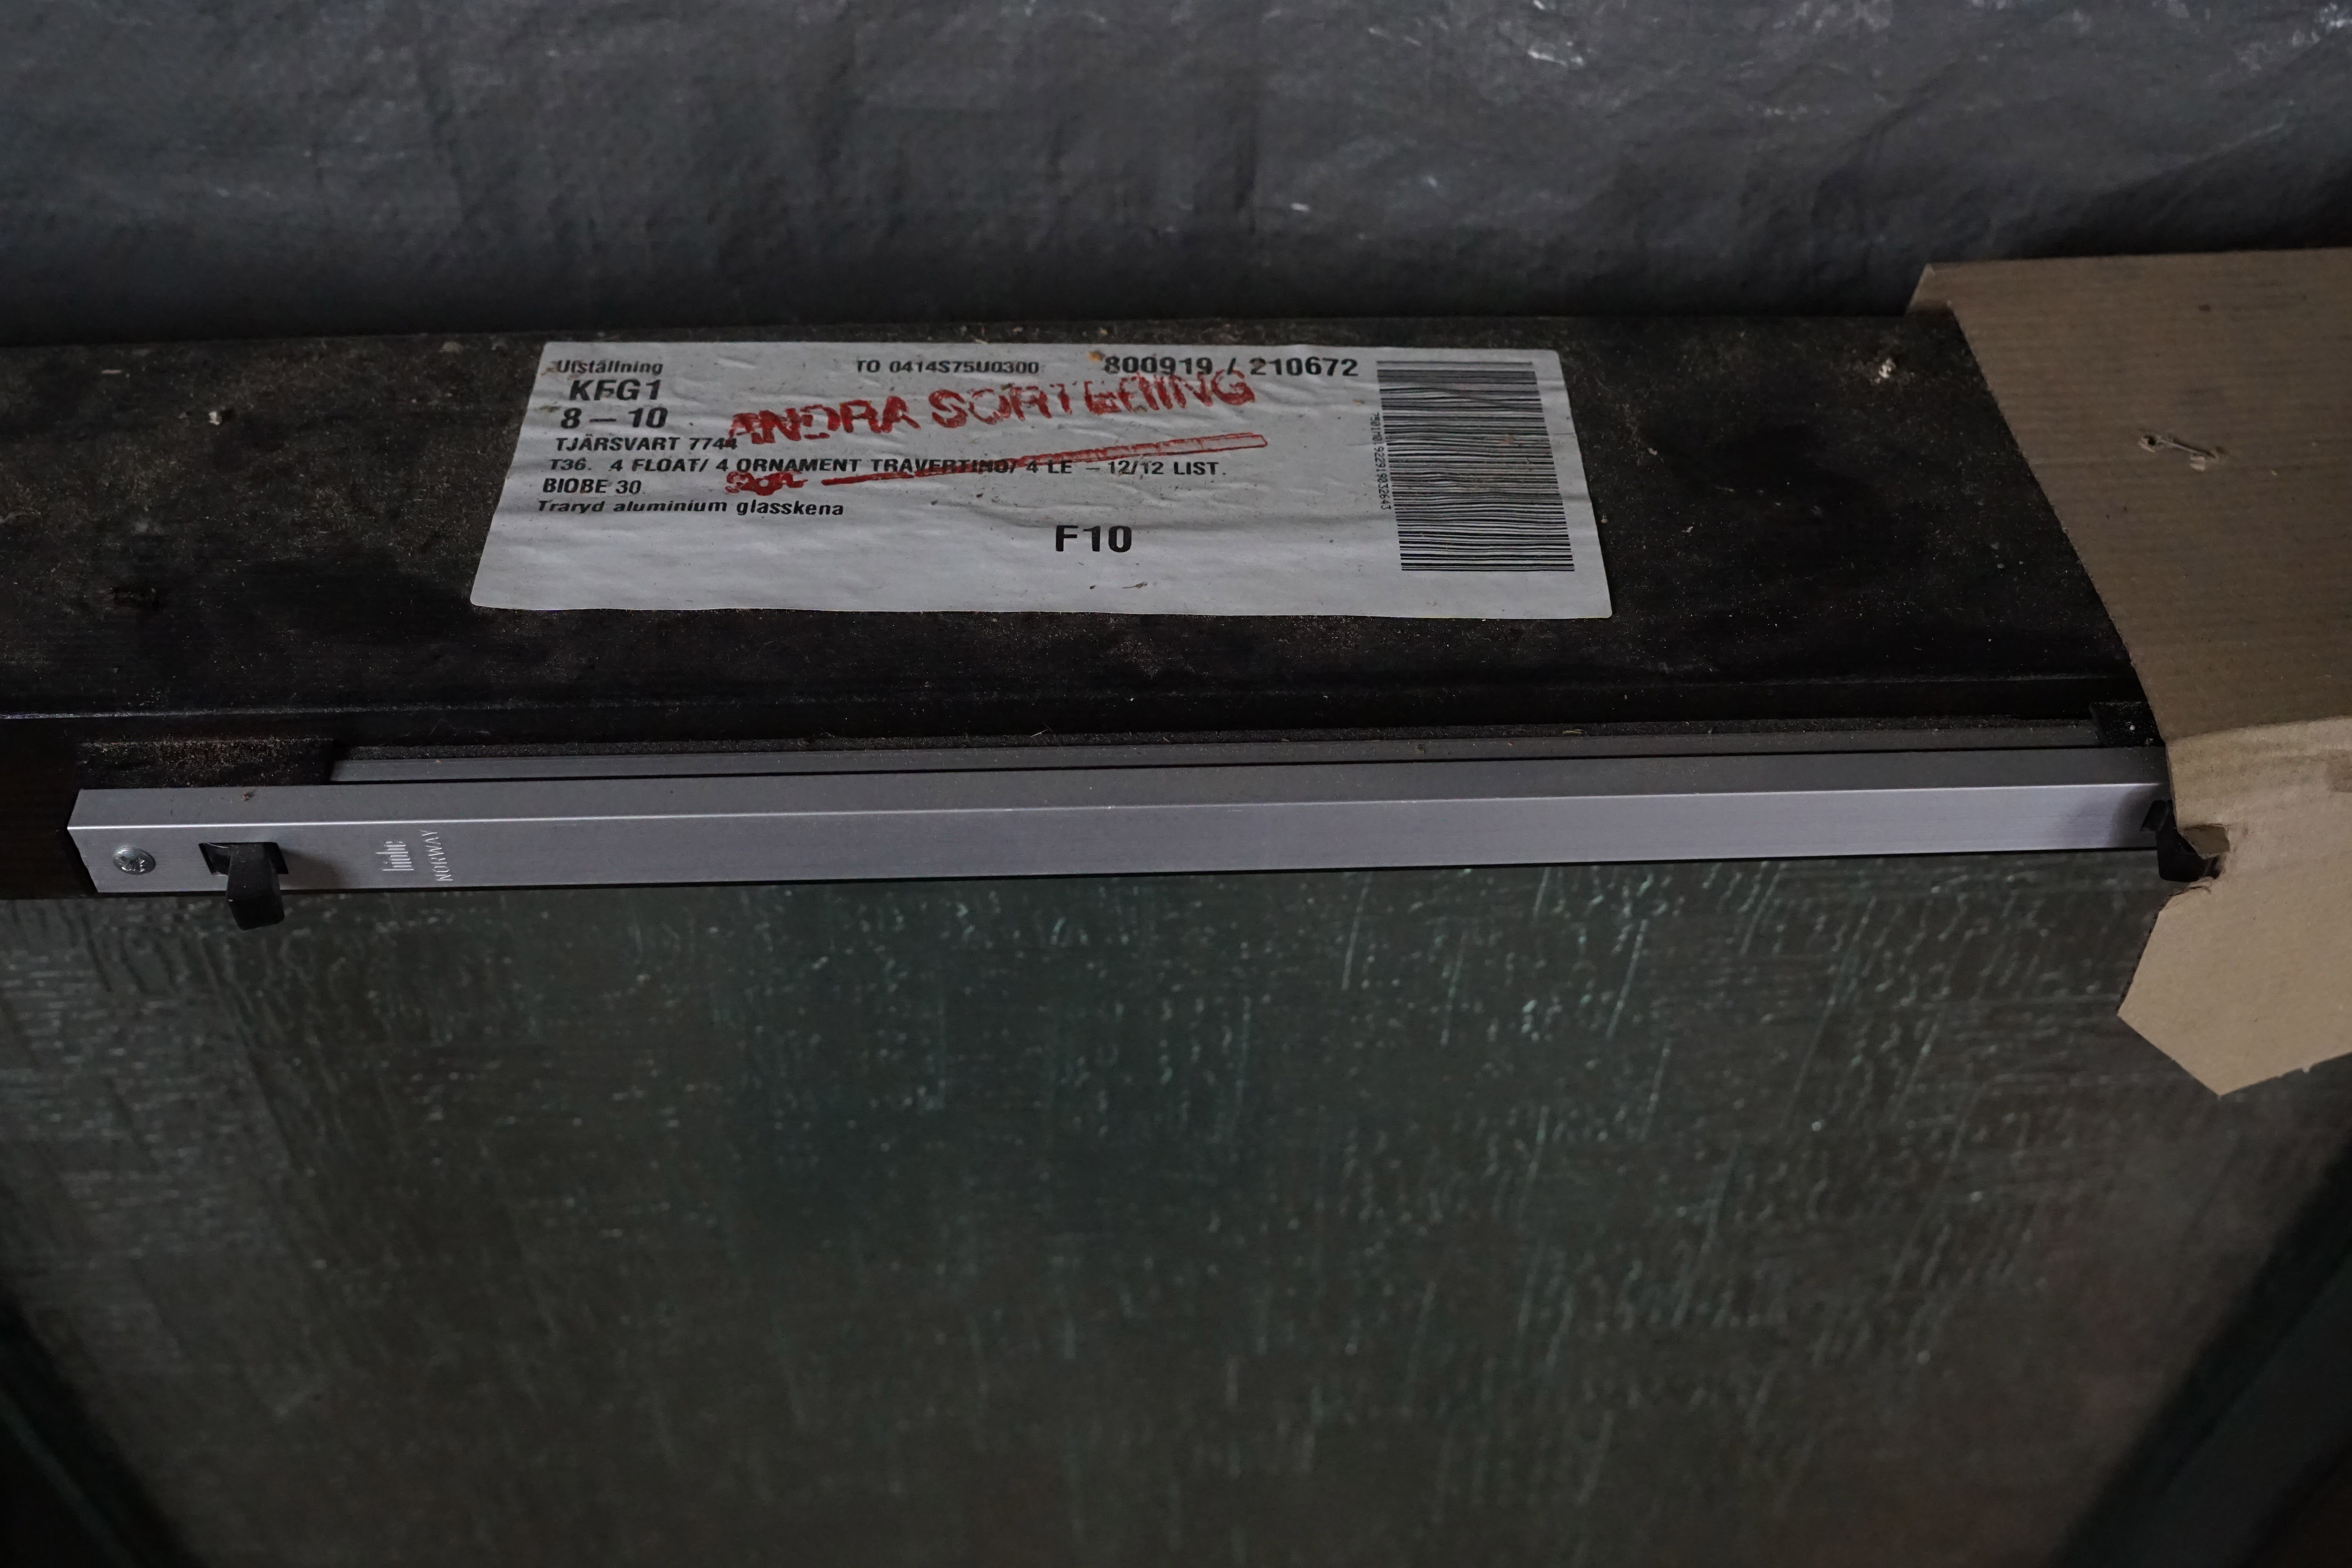 Utställning TO 0414S75U0300 800919 / 210672
KFG1
8 – 10
ANDRA SORTERING
TJÄRSVART 7744
T36. 4 FLOAT/ 4 ORNAMENT TRAVERTINO/ 4 LE – 12/12 LIST.
BIOBE 30
Traryd aluminium glasskena
F10
biobe
NORWAY